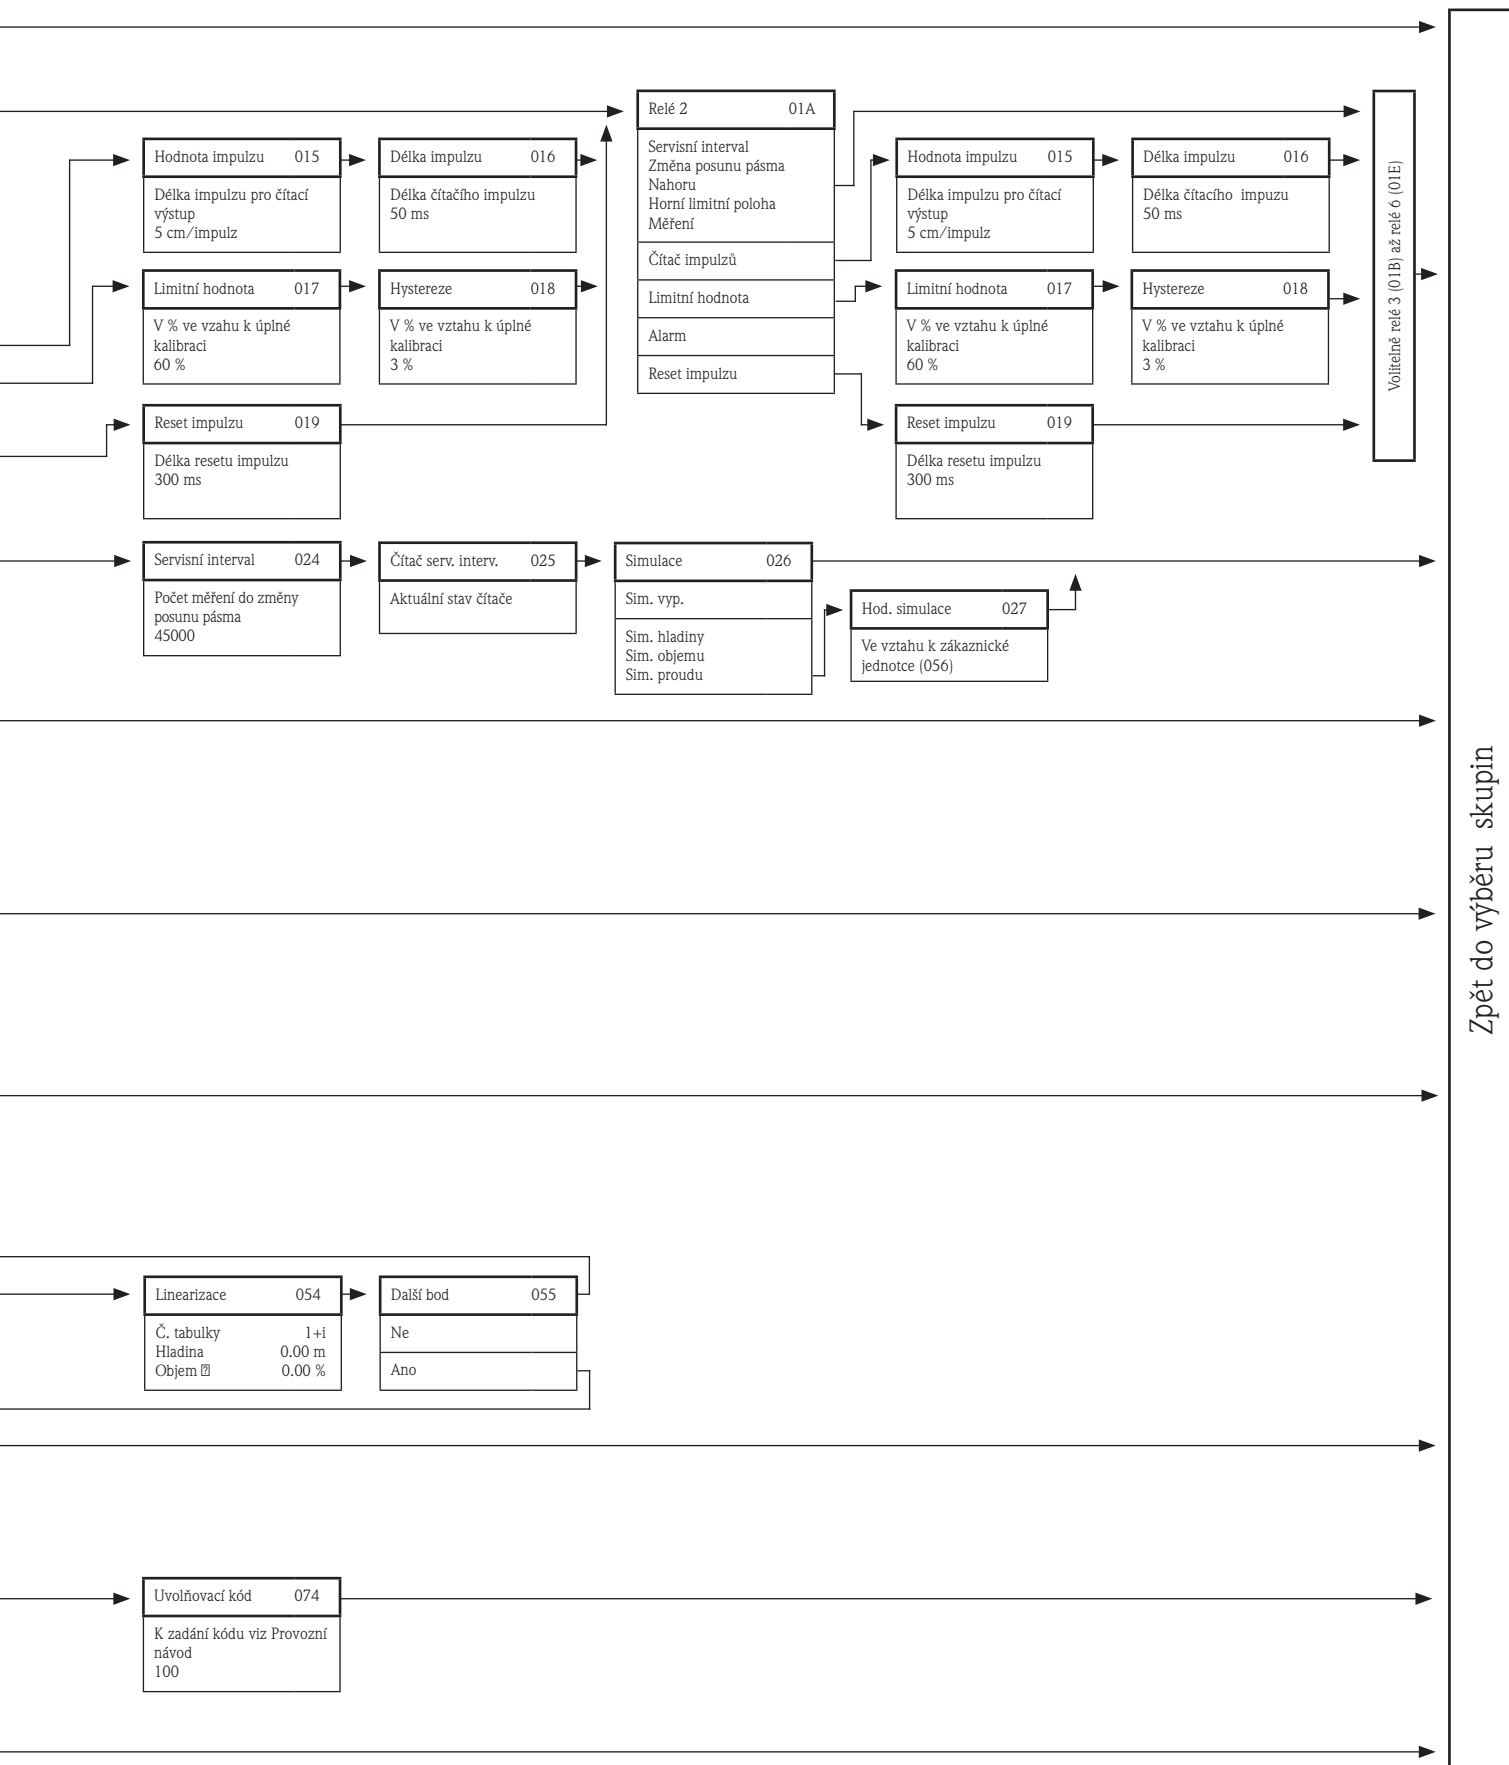 Relé 2 01A
Servisní interval
Změna posunu pásma
Nahoru
Horní limitní poloha
Měření
Čítač impulzů
Limitní hodnota
Alarm
Reset impulzu
Hodnota impulzu 015
Délka impulzu pro čítací
výstup
5 cm/impulz
Délka impulzu 016
Délka čítačího impulzu
50 ms
Hodnota impulzu 015
Délka impulzu pro čítací
výstup
5 cm/impulz
Délka impulzu 016
Délka čítacího impuzu
50 ms
Limitní hodnota 017
V % ve vzahu k úplné
kalibraci
60 %
Hystereze 018
V % ve vztahu k úplné
kalibraci
3 %
Limitní hodnota 017
V % ve vztahu k úplné
kalibraci
60 %
Hystereze 018
V % ve vztahu k úplné
kalibraci
3 %
Reset impulzu 019
Délka resetu impulzu
300 ms
Reset impulzu 019
Délka resetu impulzu
300 ms
Volitelně relé 3 (01B) až relé 6 (01E)
Servisní interval 024
Počet měření do změny
posunu pásma
45000
Čítač serv. interv. 025
Aktuální stav čítače
Simulace 026
Sim. vyp.
Sim. hladiny
Sim. objemu
Sim. proudu
Hod. simulace 027
Ve vztahu k zákaznické
jednotce (056)
Zpět do výběru skupin
Linearizace 054
Č. tabulky 1+i
Hladina 0.00 m
Objem 0.00 %
Další bod 055
Ne
Ano
Uvolňovací kód 074
K zadání kódu viz Provozní
návod
100